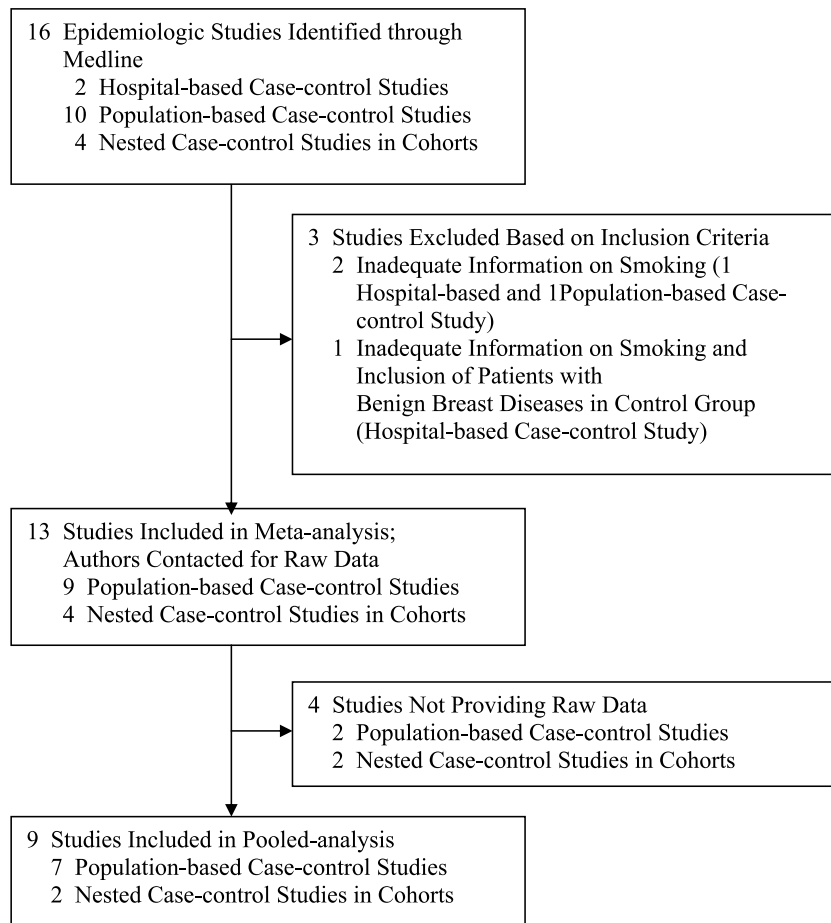 16 Epidemiologic Studies Identified through
Medline
2 Hospital-based Case-control Studies
10 Population-based Case-control Studies
4 Nested Case-control Studies in Cohorts
3 Studies Excluded Based on Inclusion Criteria
2 Inadequate Information on Smoking (1
Hospital-based and 1Population-based Case-
control Study)
1 Inadequate Information on Smoking and
Inclusion of Patients with
Benign Breast Diseases in Control Group
(Hospital-based Case-control Study)
13 Studies Included in Meta-analysis;
Authors Contacted for Raw Data
9 Population-based Case-control Studies
4 Nested Case-control Studies in Cohorts
4 Studies Not Providing Raw Data
2 Population-based Case-control Studies
2 Nested Case-control Studies in Cohorts
9 Studies Included in Pooled-analysis
7 Population-based Case-control Studies
2 Nested Case-control Studies in Cohorts